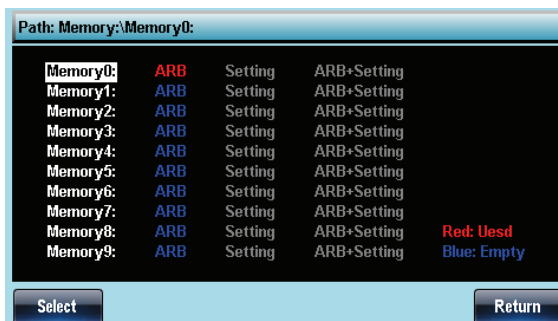 Path: Memory:\Memory0:
Memory0: ARB Setting ARB+Setting
Memory1: ARB Setting ARB+Setting
Memory2: ARB Setting ARB+Setting
Memory3: ARB Setting ARB+Setting
Memory4: ARB Setting ARB+Setting
Memory5: ARB Setting ARB+Setting
Memory6: ARB Setting ARB+Setting
Memory7: ARB Setting ARB+Setting
Memory8: ARB Setting ARB+Setting Red: Uesd
Memory9: ARB Setting ARB+Setting Blue: Empty
Select Return